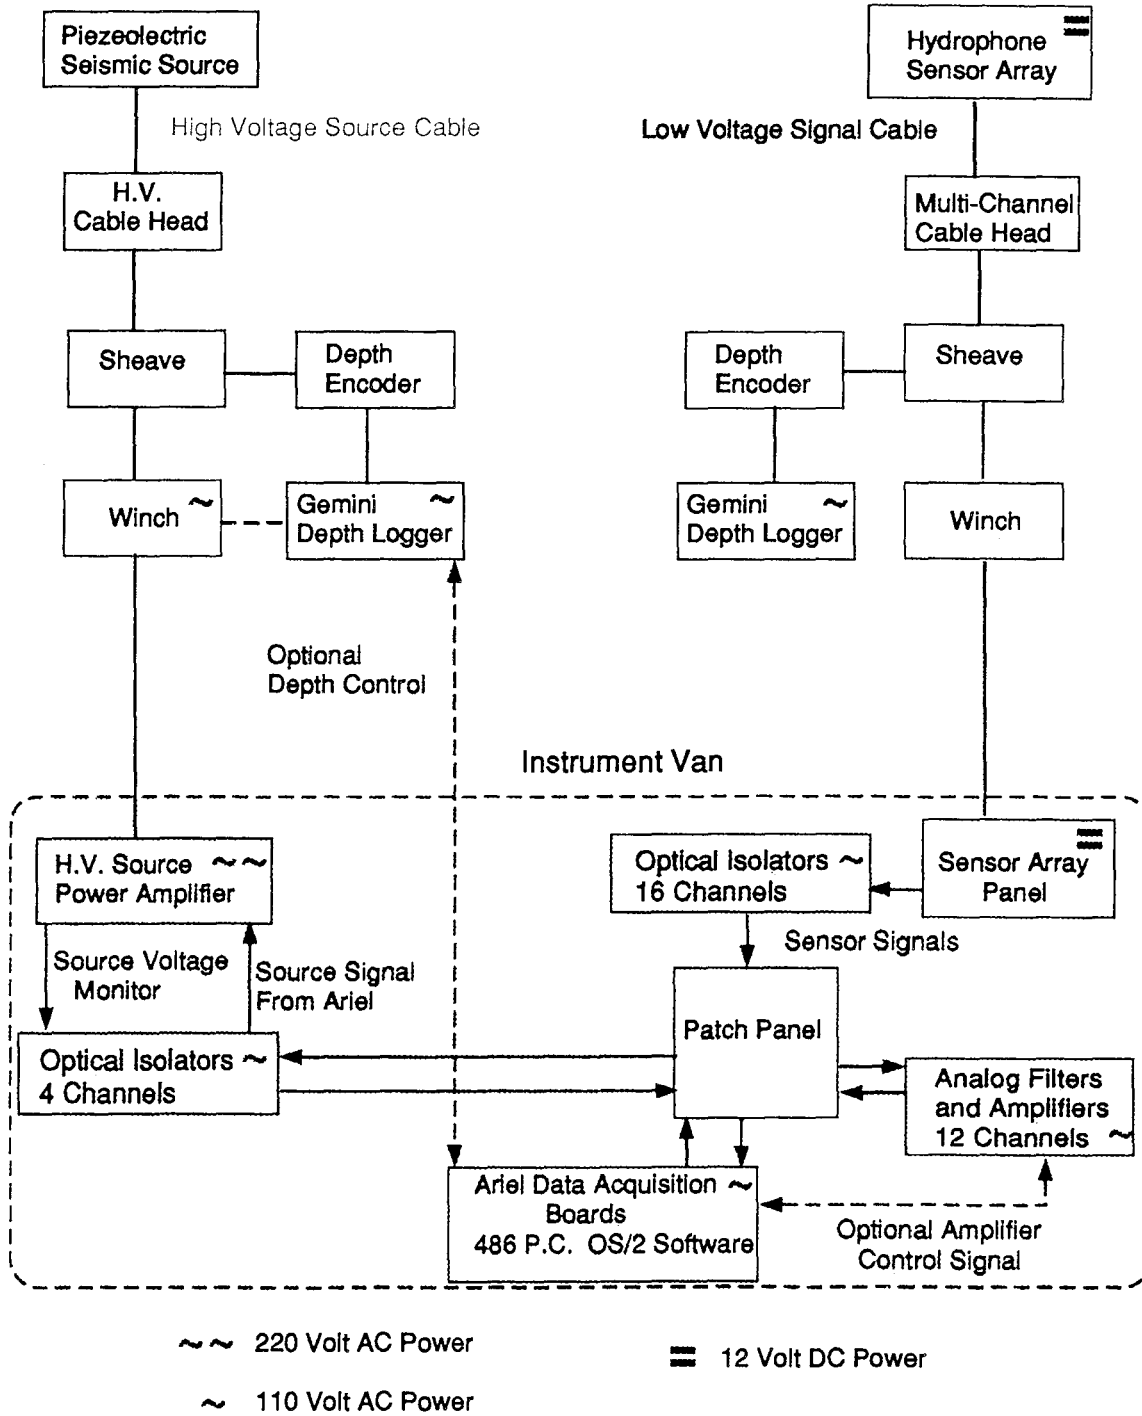 Piezeolectric
Seismic Source
Hydrophone
Sensor Array
High Voltage Source Cable
Low Voltage Signal Cable
H.V.
Cable Head
Multi-Channel
Cable Head
Sheave
Depth
Encoder
Depth
Encoder
Sheave
Winch ~
Gemini ~
Depth Logger
Gemini ~
Depth Logger
Winch
Optional
Depth Control
Instrument Van
H.V. Source ~~
Power Amplifier
Optical Isolators ~
16 Channels
Sensor Array
Panel
Source Voltage
Monitor
Source Signal
From Ariel
Sensor Signals
Patch Panel
Optical Isolators ~
4 Channels
Analog Filters
and Amplifiers
12 Channels ~
Ariel Data Acquisition ~
Boards
486 P.C. OS/2 Software
Optional Amplifier
Control Signal
~~ 220 Volt AC Power
= 12 Volt DC Power
~ 110 Volt AC Power